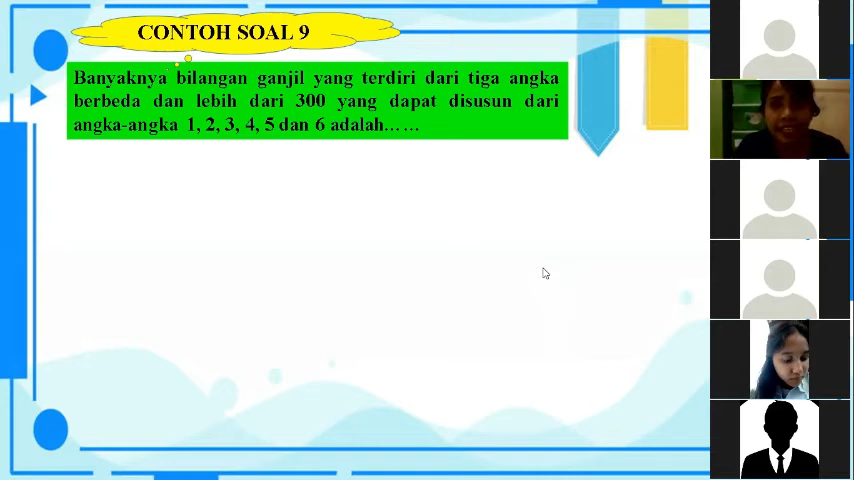 CONTOH SOAL 9
Banyaknya bilangan ganjil yang terdiri dari tiga angka
berbeda dan lebih dari 300 yang dapat disusun dari
angka-angka 1, 2, 3, 4, 5 dan 6 adalah……